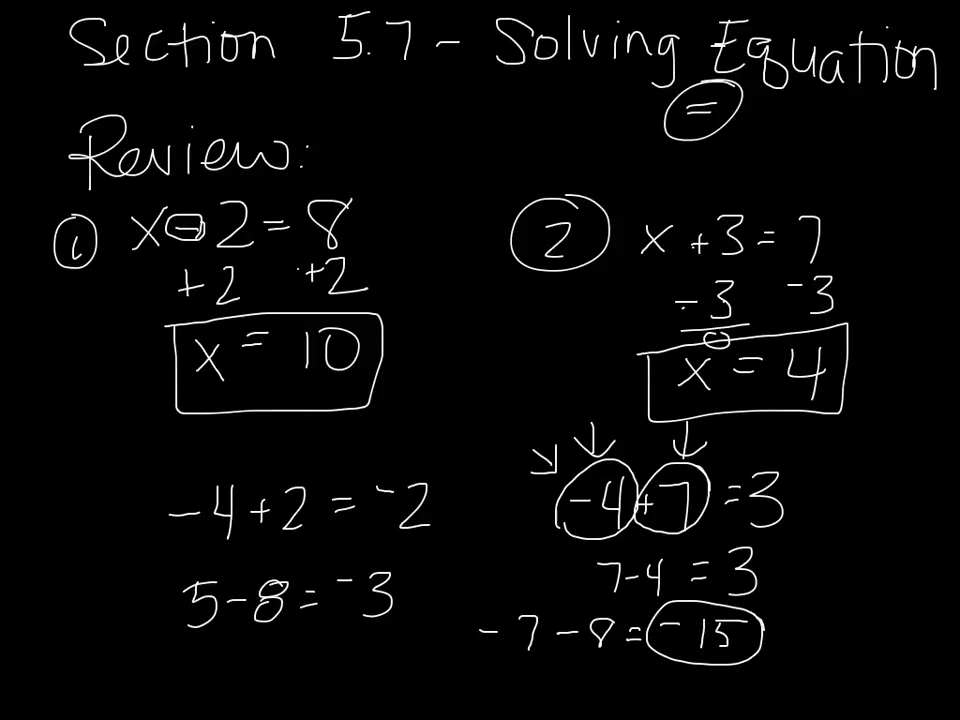 Section 5.7 - Solving Equation
=
Review:
1 x - 2 = 8
+2 +2
x = 10
2 x + 3 = 7
-3 -3
0
x = 4
-4 + 2 = -2
5 - 8 = -3
-4 + 7 = 3
7 - 4 = 3
-7 - 8 = -15